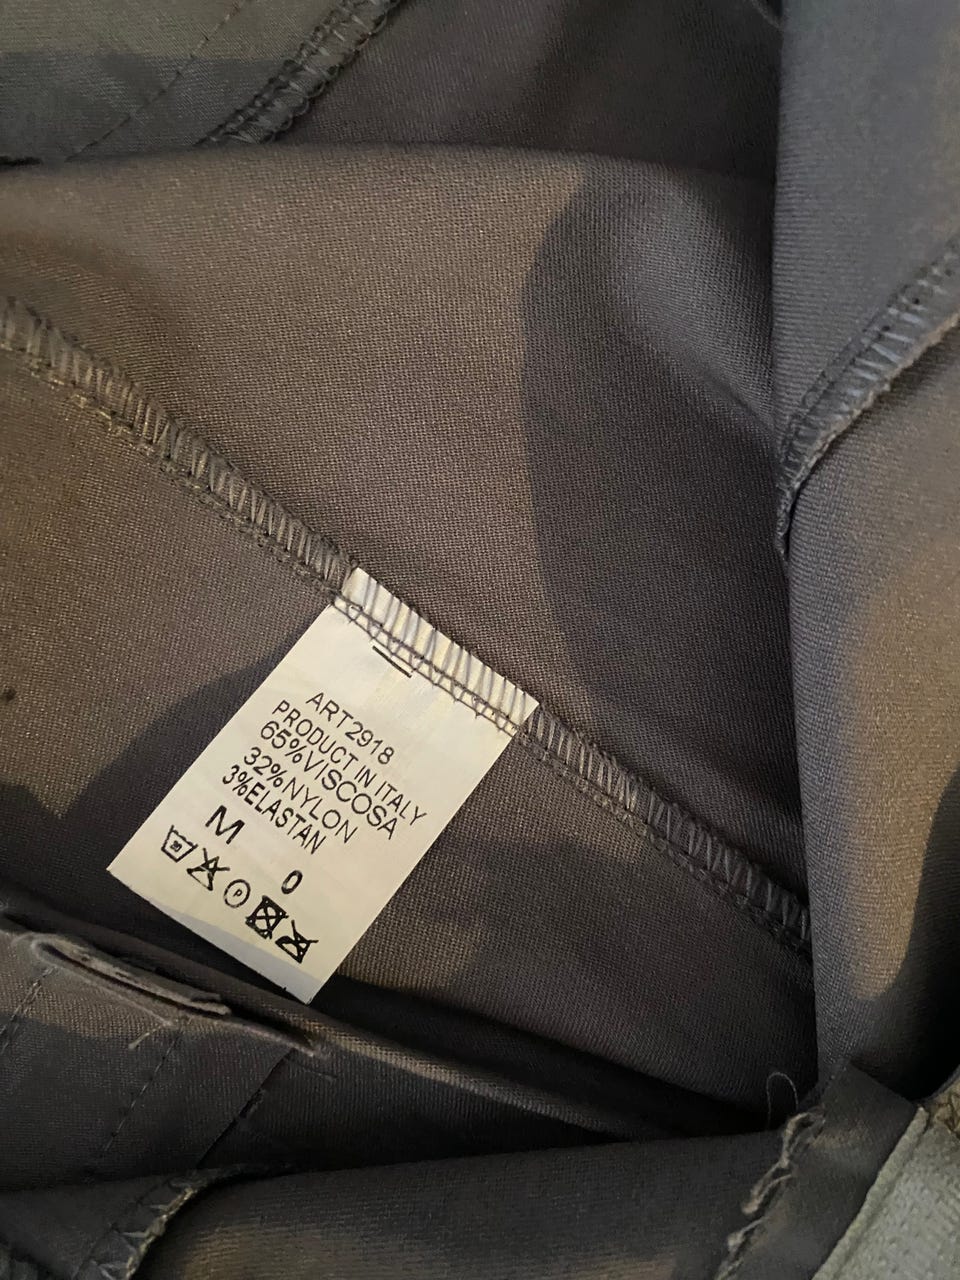 ART2918
PRODUCT IN ITALY
65%VISCOSA
32%NYLON
3%ELASTAN
M
0
P